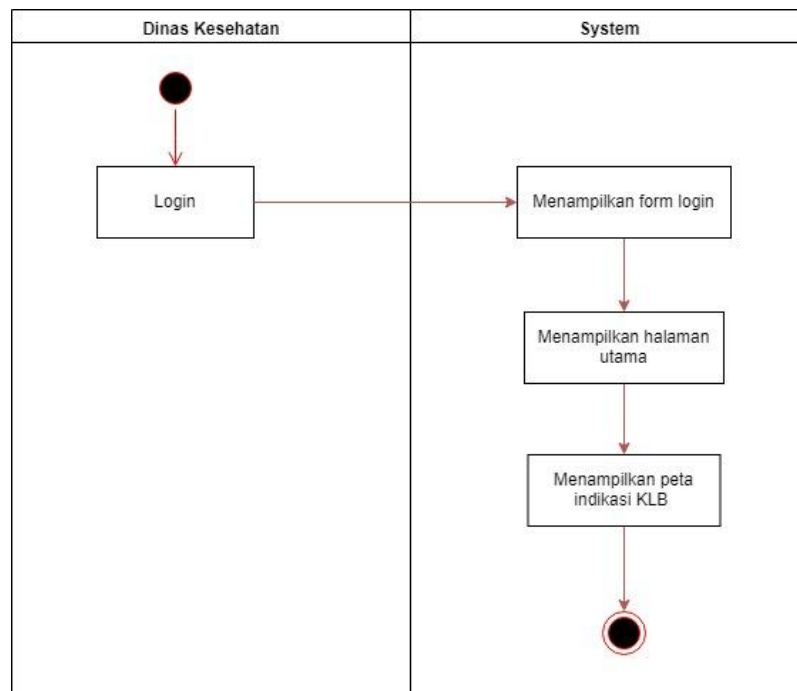 Dinas Kesehatan
System
Login
Menampilkan form login
Menampilkan halaman
utama
Menampilkan peta
indikasi KLB